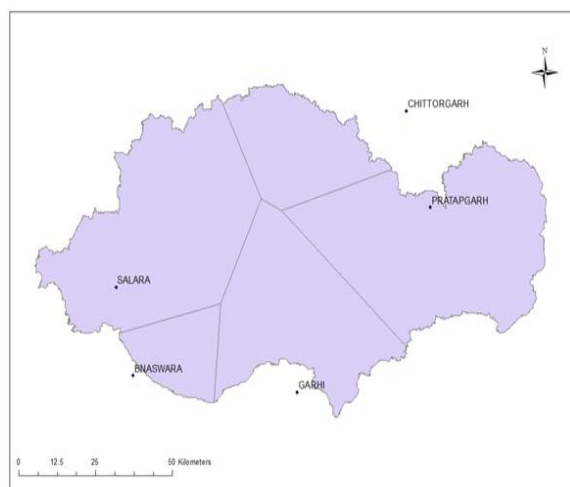 N
CHITTORGARH
PRATAPGARH
SALARA
BNASWARA
GARHI
0 12.5 25 50 Kilometers